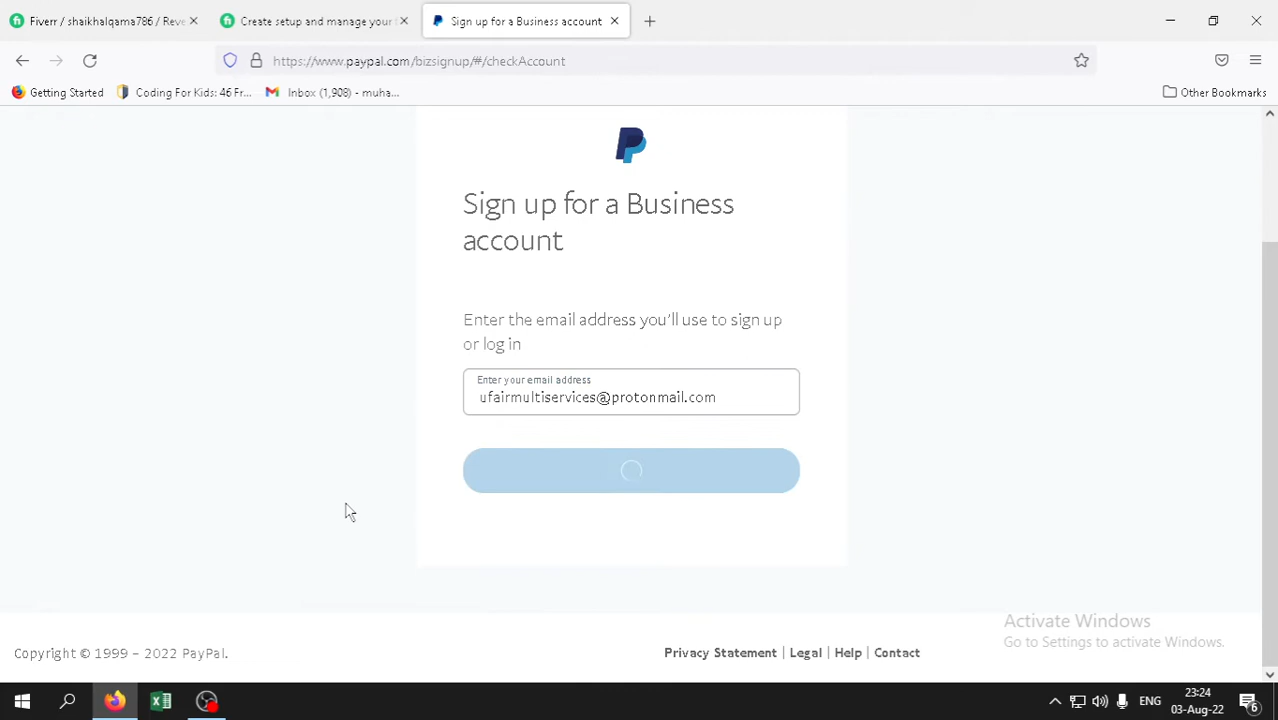 Fiverr / shaikhalqama786 / Reve
Create setup and manage your f
Sign up for a Business account
https://www.paypal.com/bizsignup/#/checkAccount
Getting Started
Coding For Kids: 46 Fr...
Inbox (1,908) - muha...
Other Bookmarks
Sign up for a Business
account
Enter the email address you'll use to sign up
or log in
Enter your email address
ufairmultiservices@protonmail.com
Activate Windows
Go to Settings to activate Windows.
Copyright © 1999 – 2022 PayPal.
Privacy Statement | Legal | Help | Contact
ENG
23:24
03-Aug-22
6